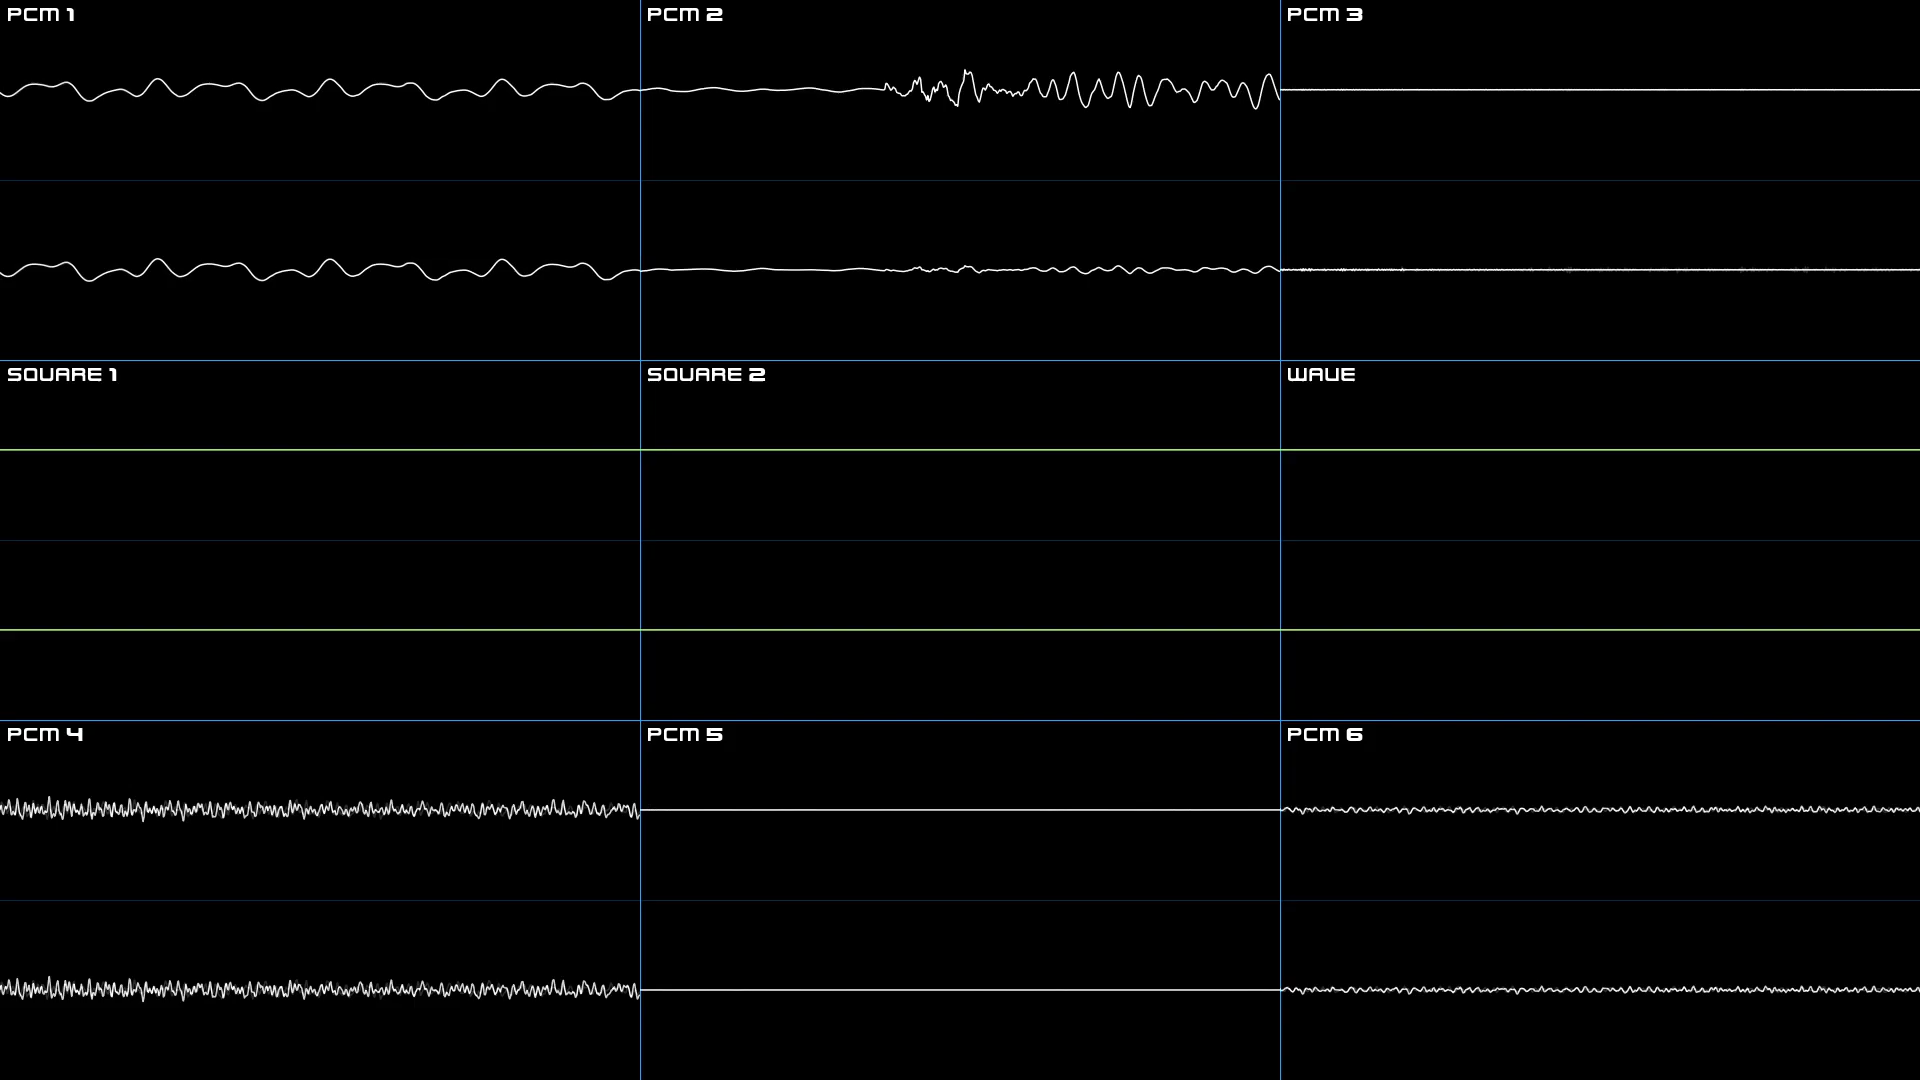 PCM 1
PCM 2
PCM 3
SQUARE 1
SQUARE 2
WAVE
PCM 4
PCM 5
PCM 6